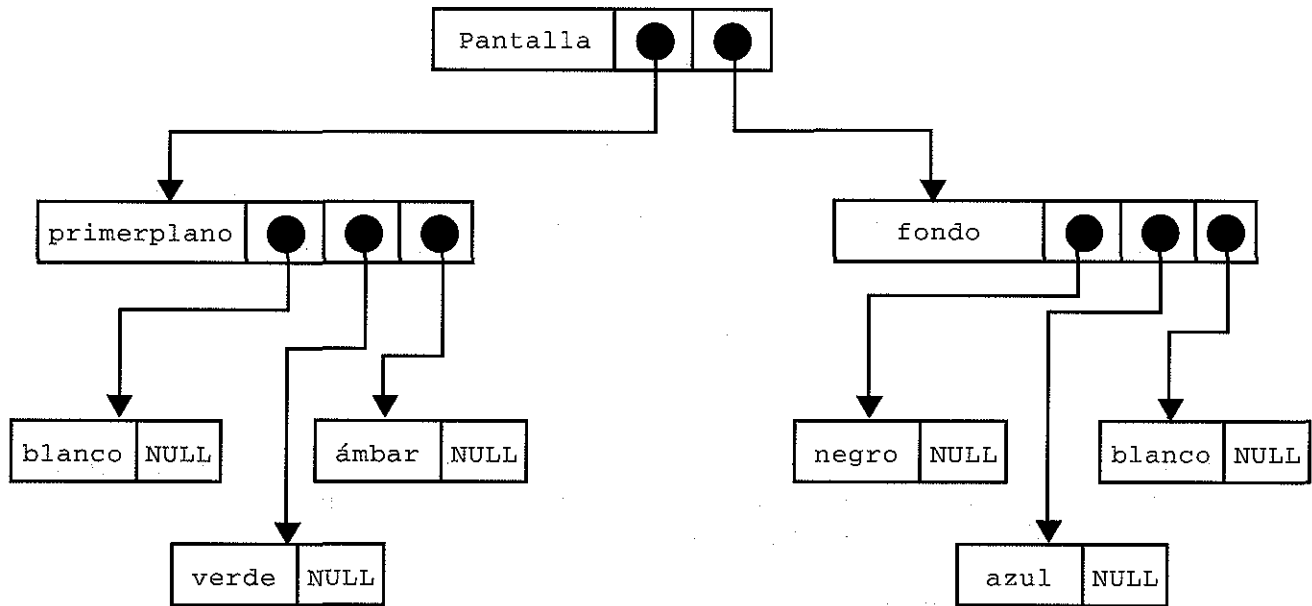 Pantalla
primerplano
fondo
blanco NULL
ámbar NULL
negro NULL
blanco NULL
verde NULL
azul NULL